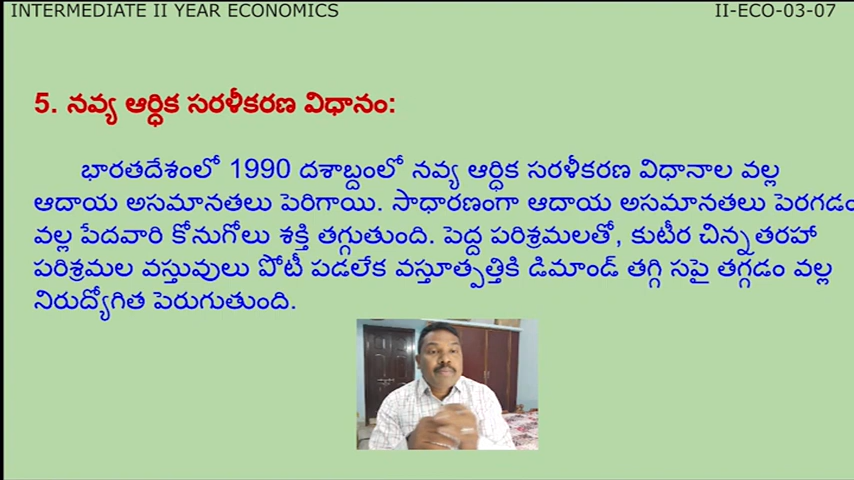 INTERMEDIATE II YEAR ECONOMICS
II-ECO-03-07
5. నవ్య ఆర్థిక సరళీకరణ విధానం:
భారతదేశంలో 1990 దశాబ్దంలో నవ్య ఆర్థిక సరళీకరణ విధానాల వల్ల
ఆదాయ అసమానతలు పెరిగాయి. సాధారణంగా ఆదాయ అసమానతలు పెరగడం
వల్ల పేదవారి కోనుగోలు శక్తి తగ్గుతుంది. పెద్ద పరిశ్రమలతో, కుటీర చిన్నతరహా
పరిశ్రమల వస్తువులు పోటీ పడలేక వస్తూత్పత్తికి డిమాండ్ తగ్గి సపై తగ్గడం వల్ల
నిరుద్యోగిత పెరుగుతుంది.